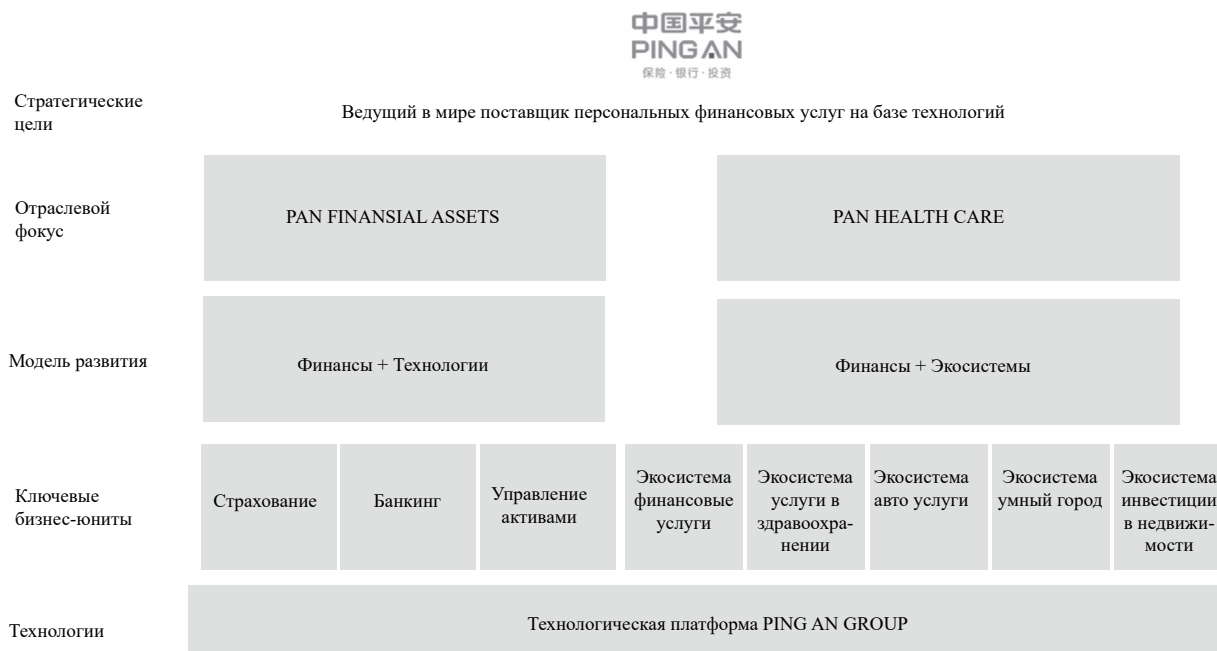 中国平安
PING AN
保险·银行·投资
Стратегические
цели
Ведущий в мире поставщик персональных финансовых услуг на базе технологий
Отраслевой
фокус
PAN FINANSIAL ASSETS
PAN HEALTH CARE
Модель развития
Финансы + Технологии
Финансы + Экосистемы
Ключевые
бизнес-юниты
Страхование
Банкинг
Управление
активами
Экосистема
финансовые
услуги
Экосистема
услуги в
здравоохра-
нении
Экосистема
авто услуги
Экосистема
умный город
Экосистема
инвестиции
в недвижи-
мости
Технологии
Технологическая платформа PING AN GROUP